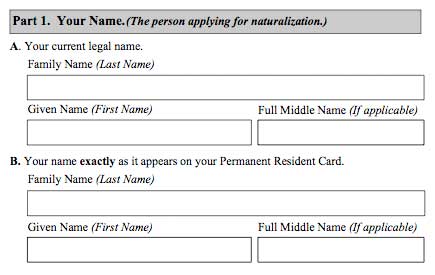 Part 1. Your Name.(The person applying for naturalization.)
A. Your current legal name.
Family Name (Last Name)
Given Name (First Name) Full Middle Name (If applicable)
B. Your name exactly as it appears on your Permanent Resident Card.
Family Name (Last Name)
Given Name (First Name) Full Middle Name (If applicable)